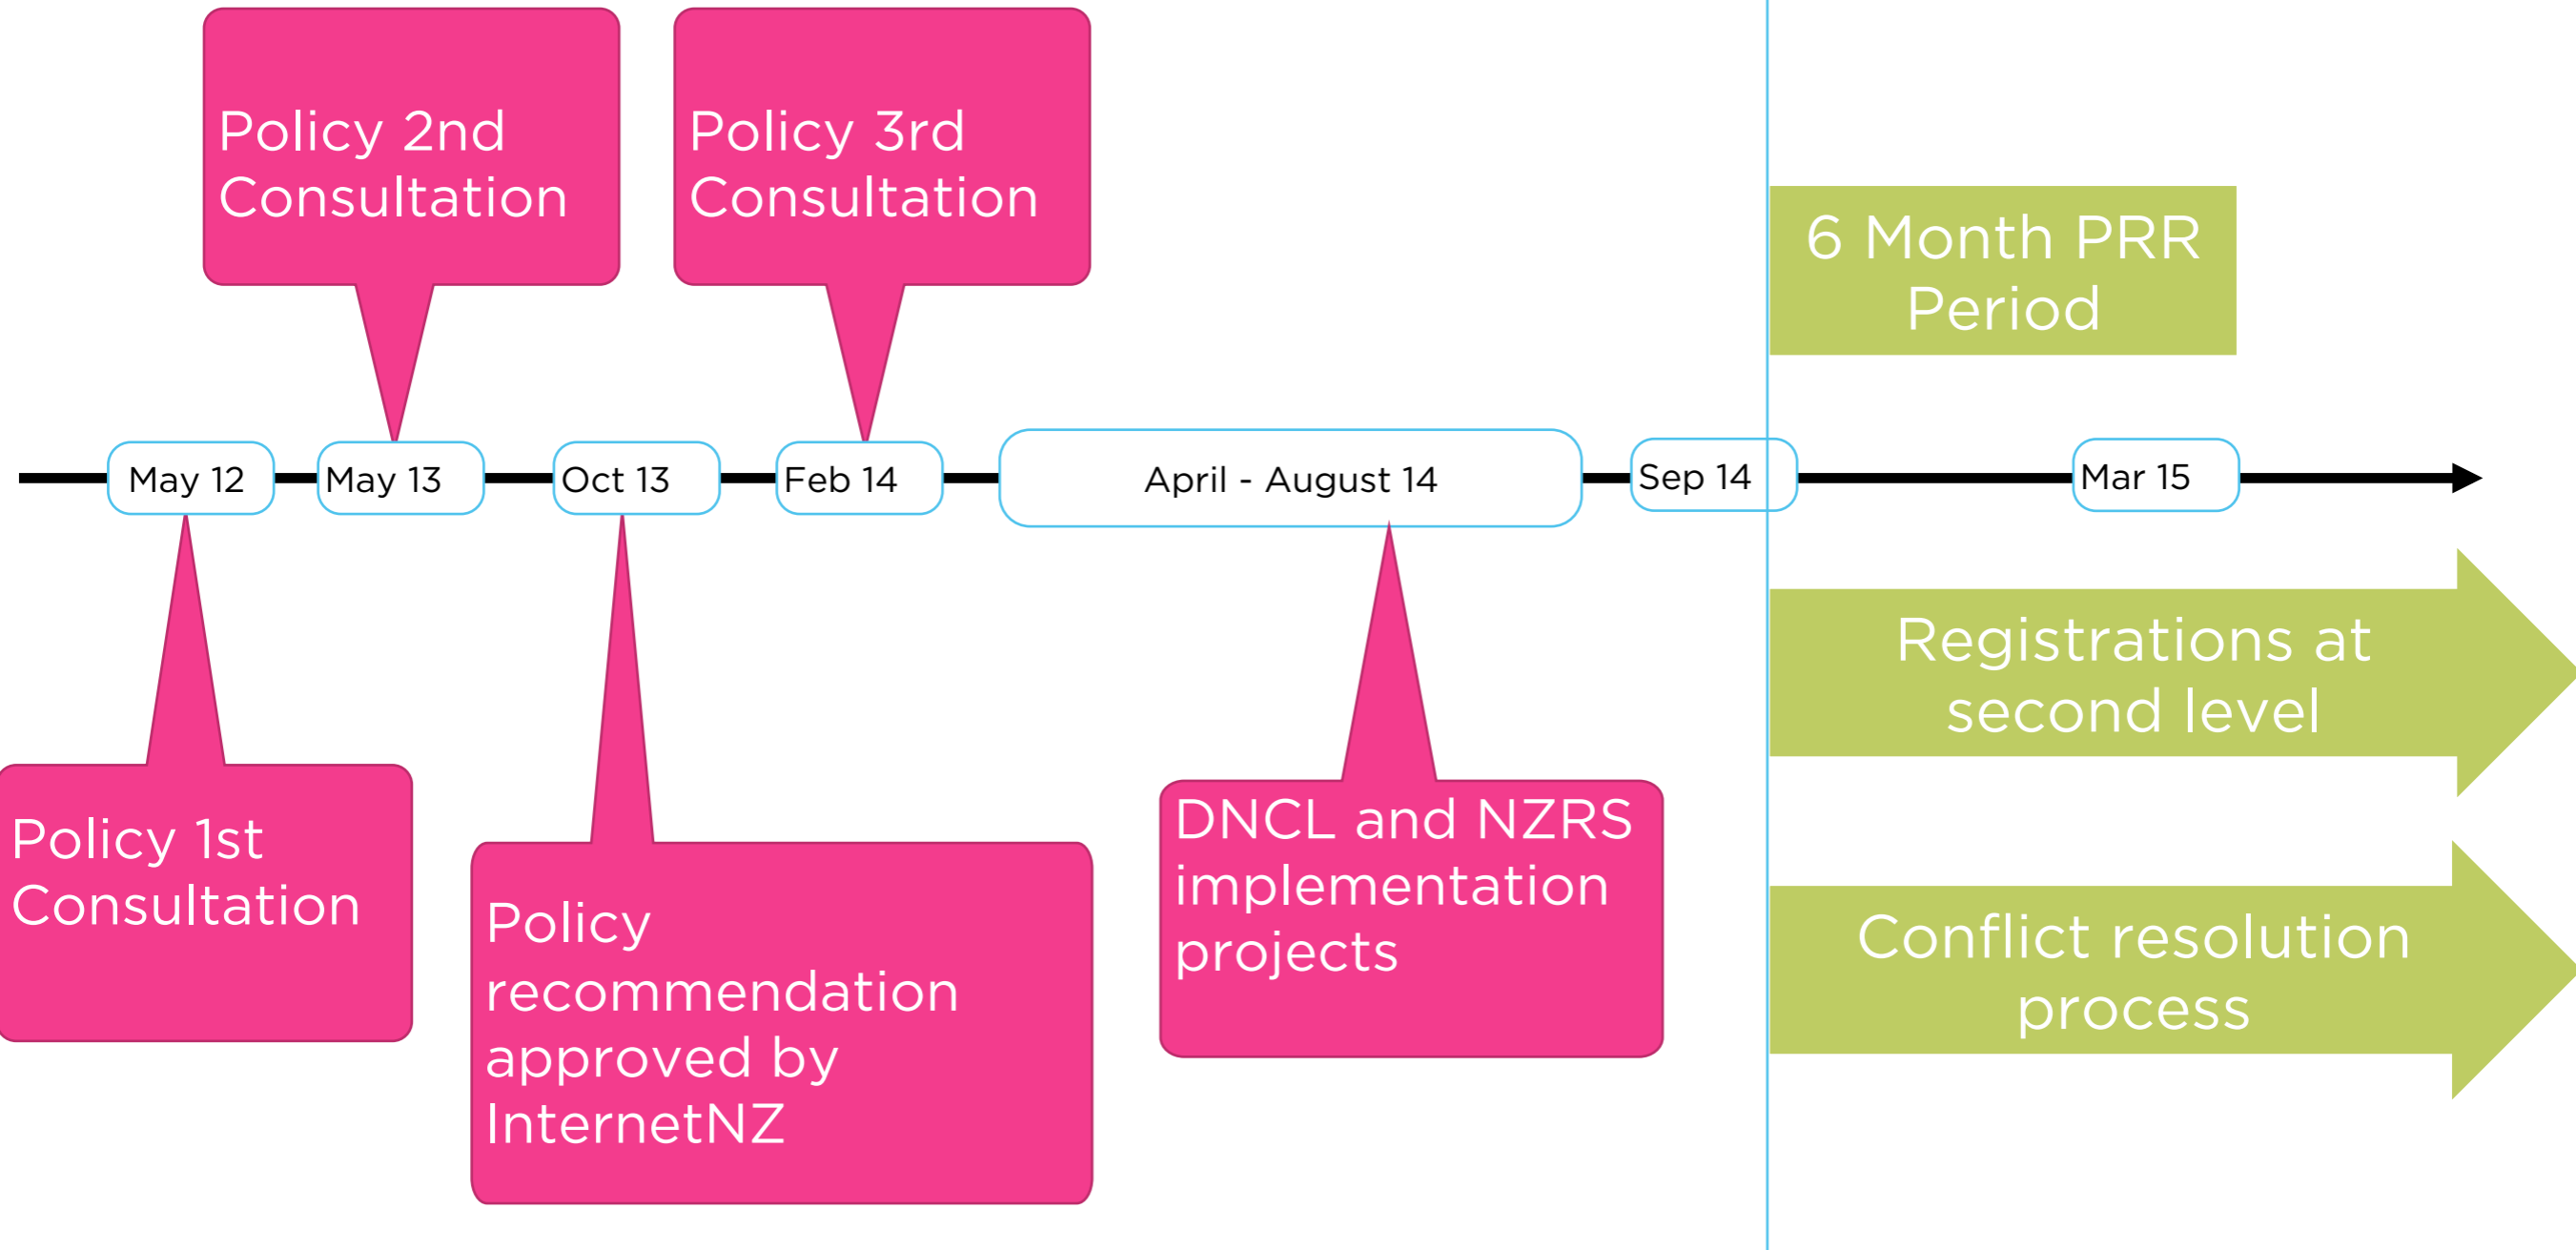 Policy 2nd
Consultation
Policy 3rd
Consultation
6 Month PRR
Period
May 12
May 13
Oct 13
Feb 14
April - August 14
Sep 14
Mar 15
Registrations at
second level
Policy 1st
Consultation
Policy
recommendation
approved by
InternetNZ
DNCL and NZRS
implementation
projects
Conflict resolution
process